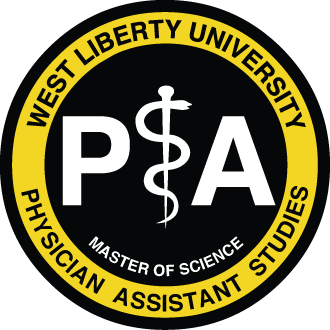 WEST LIBERTY UNIVERSITY
P A
MASTER OF SCIENCE
PHYSICIAN ASSISTANT STUDIES